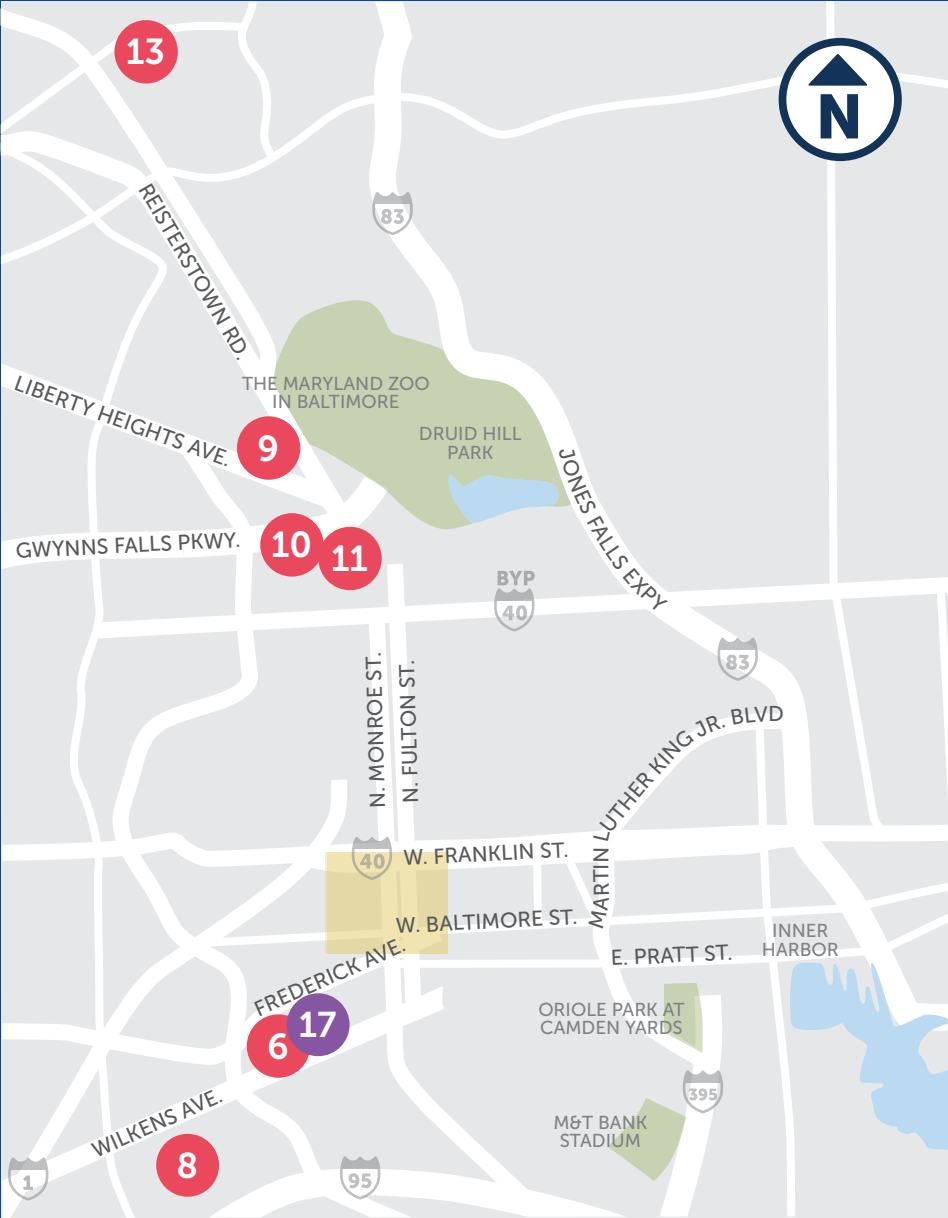 13
N
83
REISTERSTOWN RD.
THE MARYLAND ZOO
IN BALTIMORE
LIBERTY HEIGHTS AVE.
9
DRUID HILL
PARK
JONES FALLS EXPY
GWYNNS FALLS PKWY.
10
11
BYP
40
83
N. MONROE ST.
N. FULTON ST.
MARTIN LUTHER KING JR. BLVD
40
W. FRANKLIN ST.
W. BALTIMORE ST.
FREDERICK AVE.
E. PRATT ST.
INNER
HARBOR
6
17
ORIOLE PARK AT
CAMDEN YARDS
395
WILKENS AVE.
M&T BANK
STADIUM
8
1
95